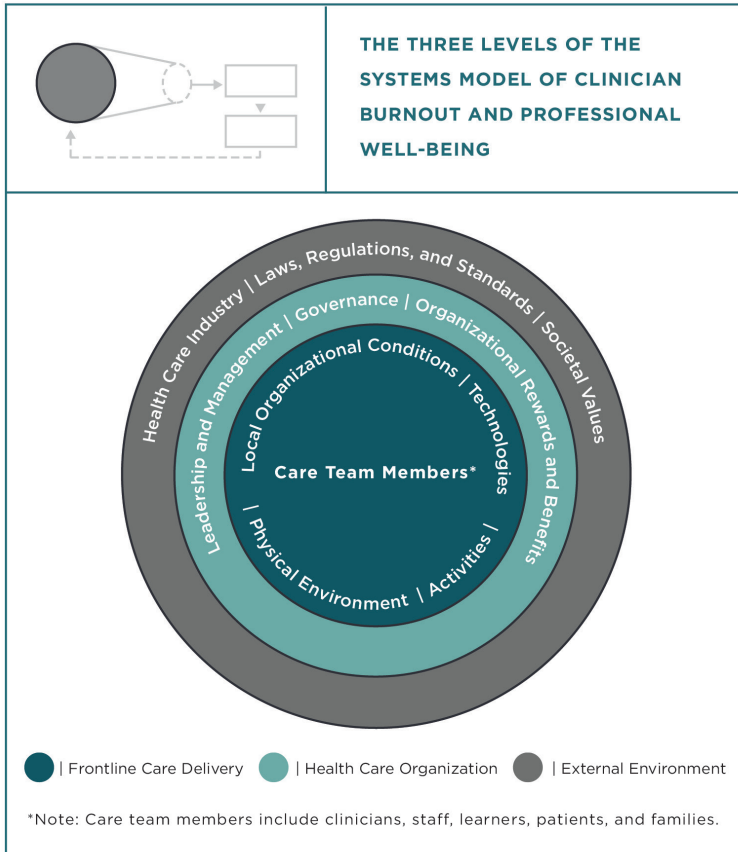 THE THREE LEVELS OF THE
SYSTEMS MODEL OF CLINICIAN
BURNOUT AND PROFESSIONAL
WELL-BEING
Health Care Industry | Laws, Regulations, and Standards | Societal Values
Leadership and Management | Governance | Organizational Rewards and Benefits
Local Organizational Conditions | Technologies
Care Team Members*
| Physical Environment | Activities |
| Frontline Care Delivery | Health Care Organization | External Environment
*Note: Care team members include clinicians, staff, learners, patients, and families.